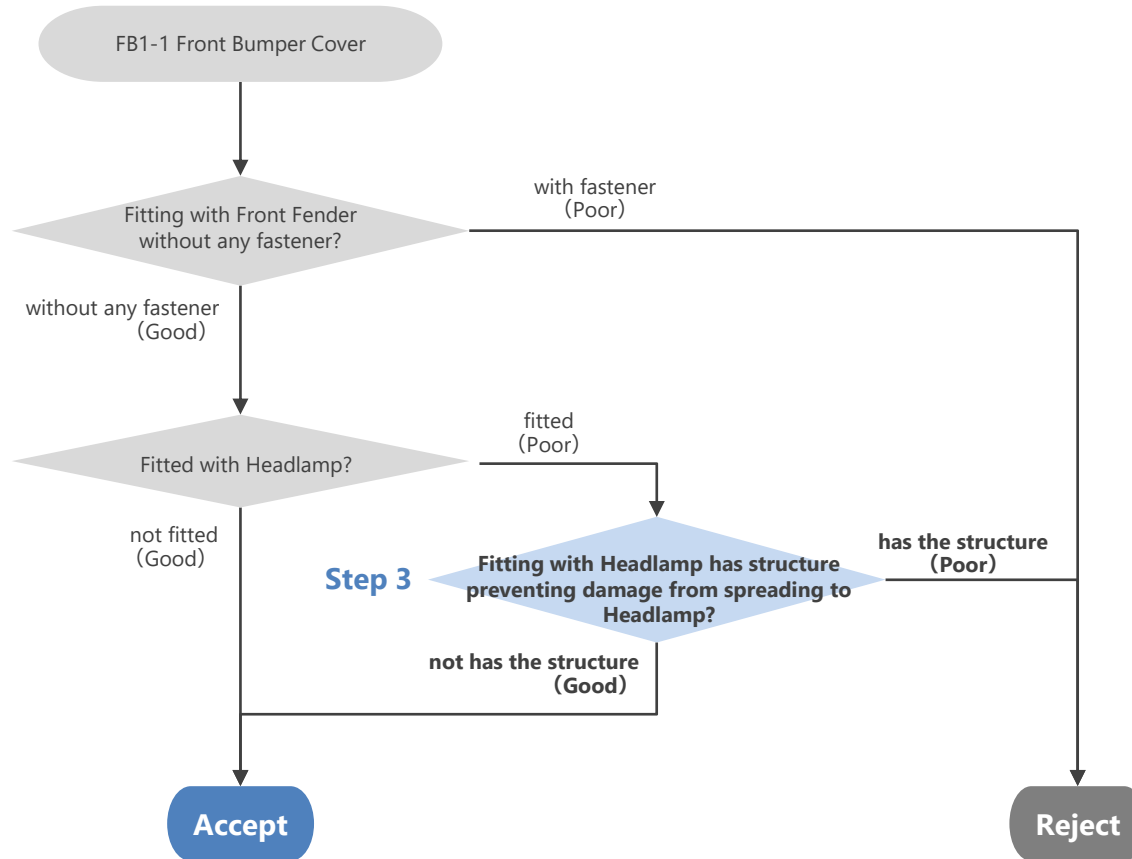 FB1-1 Front Bumper Cover
with fastener
（Poor）
Fitting with Front Fender
without any fastener?
without any fastener
（Good）
fitted
（Poor）
Fitted with Headlamp?
not fitted
（Good）
has the structure
（Poor）
Step 3
Fitting with Headlamp has structure
preventing damage from spreading to
Headlamp?
not has the structure
（Good）
Accept
Reject